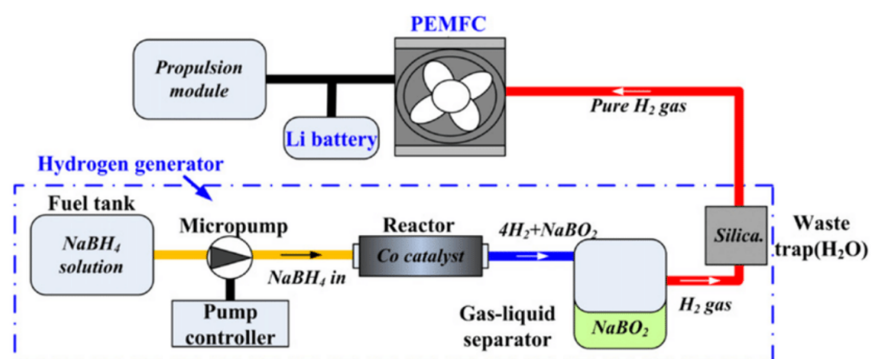 PEMFC
Propulsion
module
Li battery
Pure H₂ gas
Hydrogen generator
Fuel tank
NaBH₄
solution
Micropump
NaBH₄ in
Pump
controller
Reactor
Co catalyst
4H₂+NaBO₂
Gas-liquid
separator
NaBO₂
H₂ gas
Silica.
Waste
trap(H₂O)